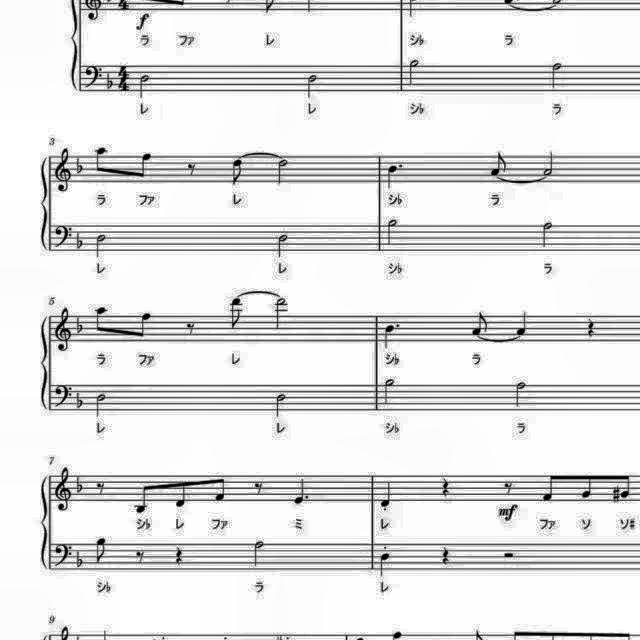 f
ラ ファ レ シ♭ ラ
4 4
レ レ シ♭ ラ
3
ラ ファ レ シ♭ ラ
レ レ シ♭ ラ
5
ラ ファ レ シ♭ ラ
レ レ シ♭ ラ
7
mf
シ♭ レ ファ ミ レ ファ ソ ソ#
シ♭ ラ レ
9